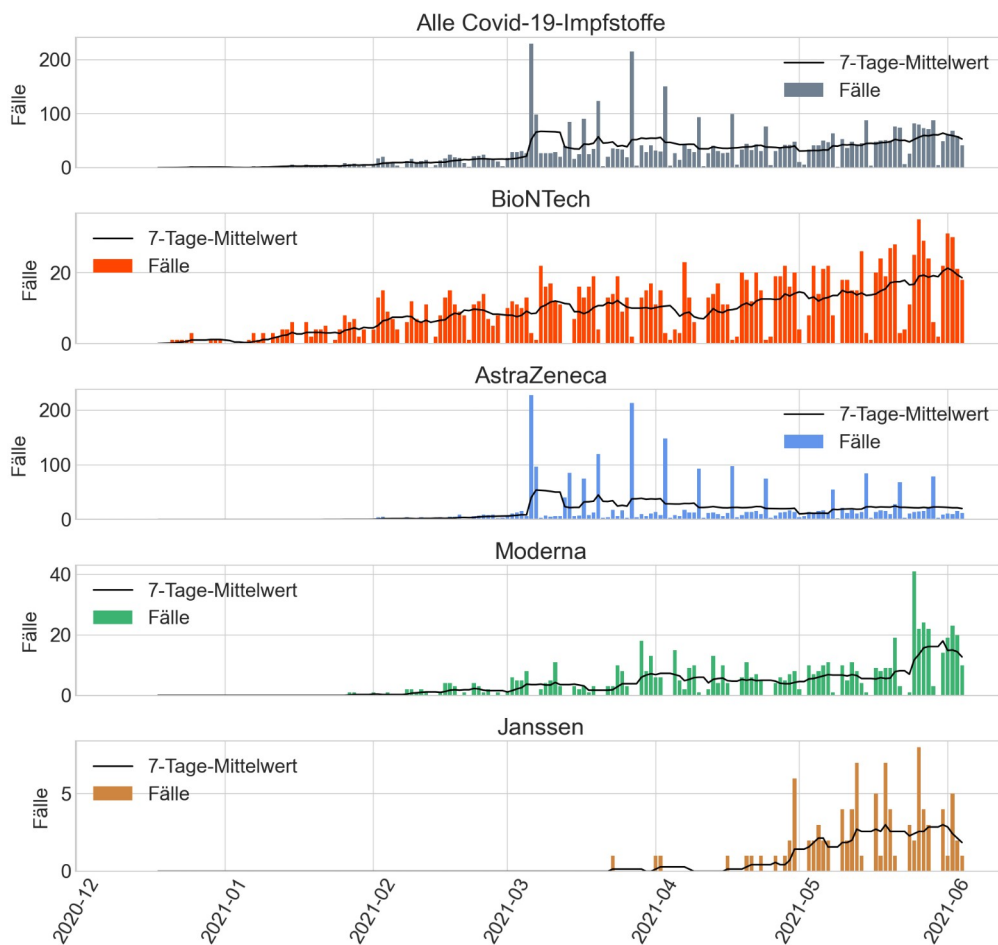 Alle Covid-19-Impfstoffe
Fälle
200
100
0
7-Tage-Mittelwert
Fälle
BioNTech
Fälle
20
0
7-Tage-Mittelwert
Fälle
AstraZeneca
Fälle
200
100
0
7-Tage-Mittelwert
Fälle
Moderna
Fälle
40
20
0
7-Tage-Mittelwert
Fälle
Janssen
Fälle
5
0
7-Tage-Mittelwert
Fälle
2020-12
2021-01
2021-02
2021-03
2021-04
2021-05
2021-06